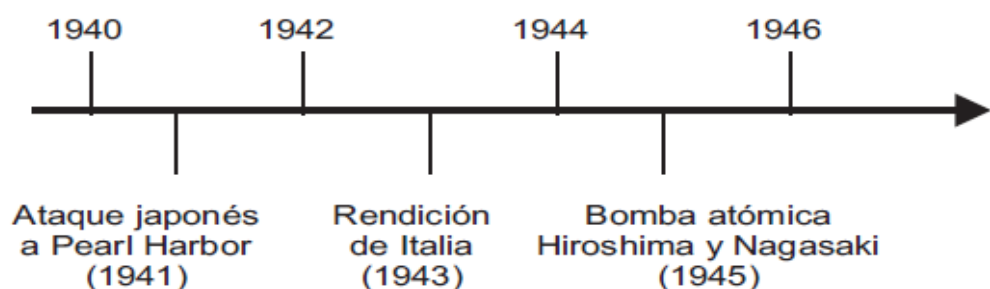 1940 1942 1944 1946
Ataque japonés
a Pearl Harbor
(1941)
Rendición
de Italia
(1943)
Bomba atómica
Hiroshima y Nagasaki
(1945)